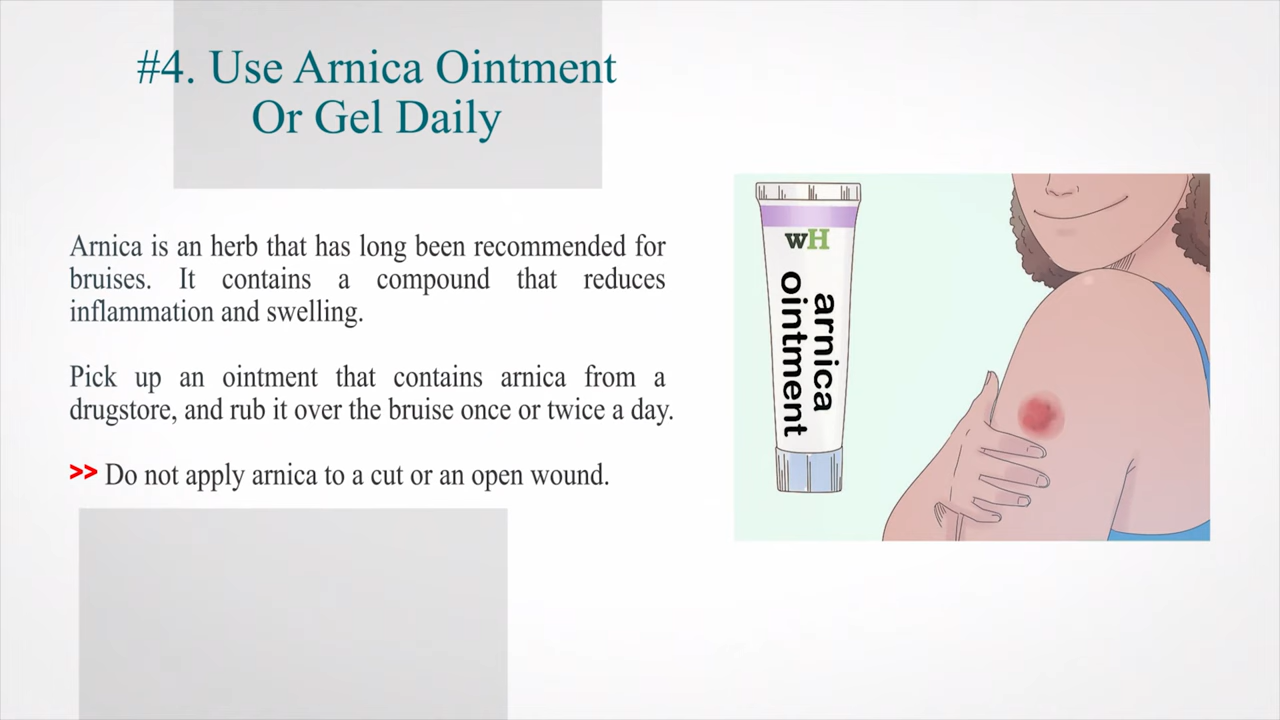 #4. Use Arnica Ointment
Or Gel Daily
Arnica is an herb that has long been recommended for
bruises. It contains a compound that reduces
inflammation and swelling.
Pick up an ointment that contains arnica from a
drugstore, and rub it over the bruise once or twice a day.
>> Do not apply arnica to a cut or an open wound.
wH
arnica
ointment